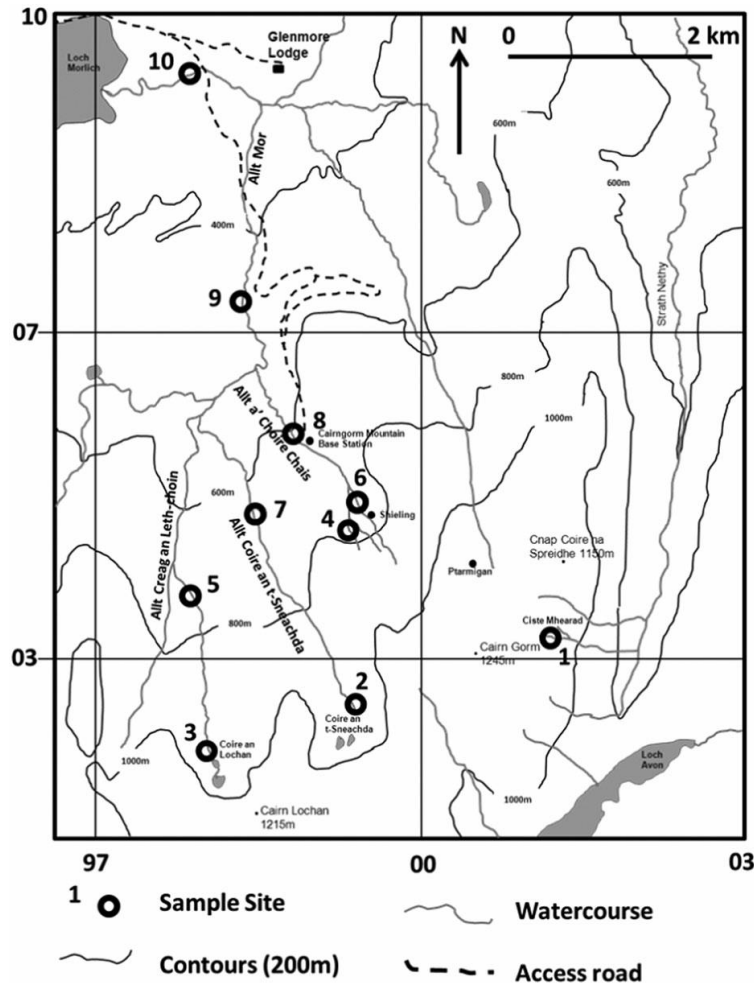 10
Loch
Morlich
10
Glenmore
Lodge
N
0
2 km
600m
600m
Allt Mor
400m
9
Strath Nethy
07
800m
Allt a' Choire Chais
8
Cairngorm Mountain
Base Station
1000m
6
600m
7
Shieling
4
Allt Creag an Leth-choin
Allt Coire an t-Sneachda
Cnap Coire na
Spreidhe 1150m
Ptarmigan
5
800m
Ciste Mhearad
03
Cairn Gorm
1245m
1
2
Coire an
t-Sneachda
3
Coire an
Lochan
1000m
Loch
Avon
1000m
Cairn Lochan
1215m
97
00
03
1
Sample Site
Watercourse
Contours (200m)
Access road